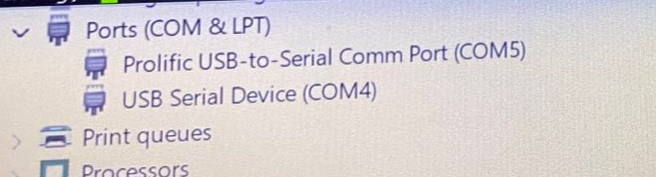 Ports (COM & LPT)
Prolific USB-to-Serial Comm Port (COM5)
USB Serial Device (COM4)
Print queues
Processors